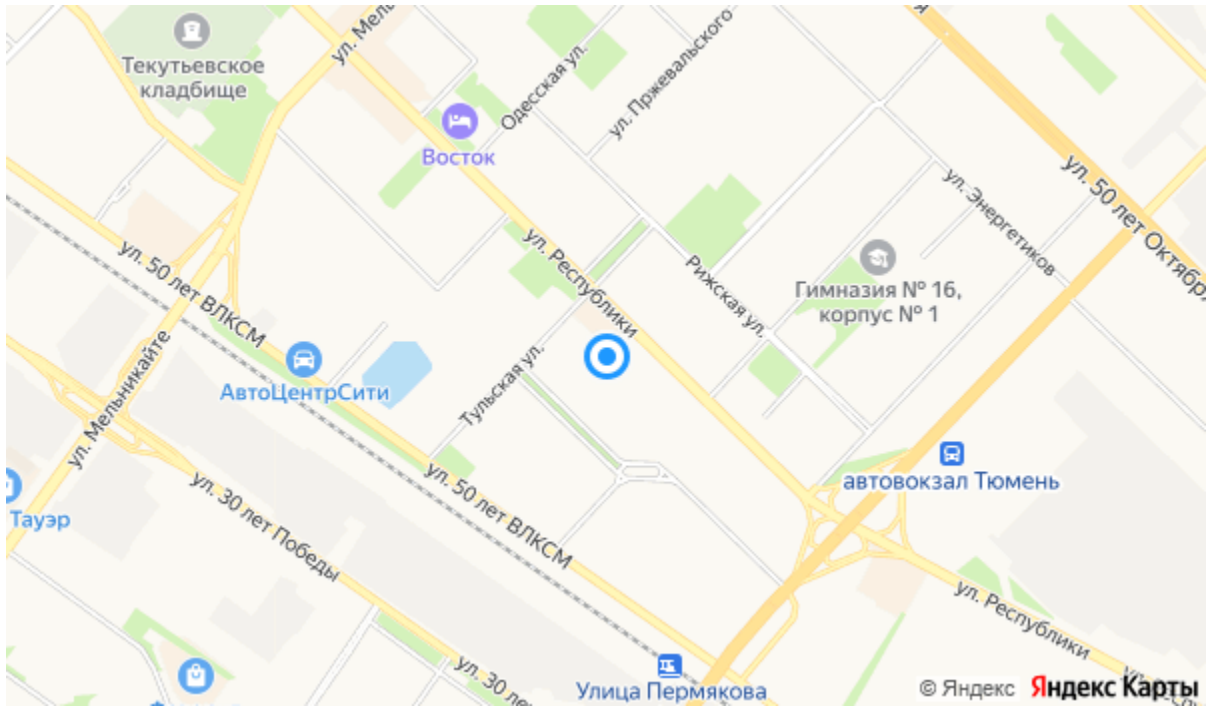 ул. Мел
Текутьевское
кладбище
Одесская ул.
ул. Пржевальского
Восток
ул. Энергетиков
ул. 50 лет Октябр
ул. 50 лет ВЛКСМ
ул. Республики
Рижская ул.
Гимназия № 16,
корпус № 1
АвтоЦентрСити
Тульская ул.
ул. Мельникайте
Тауэр
автовокзал Тюмень
ул. 50 лет ВЛКСМ
ул. 30 лет Победы
ул. Республики
ул. 30 лет
Улица Пермякова
© Яндекс Яндекс Карты